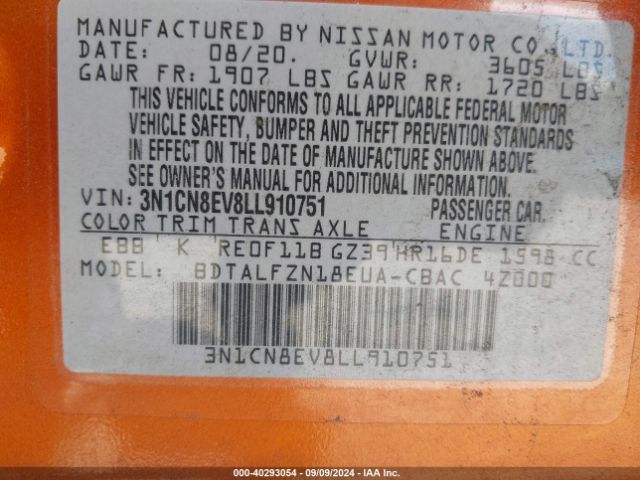 MANUFACTURED BY NISSAN MOTOR CO., LTD.
DATE: 08/20. GVWR: 3605 LBS
GAWR FR: 1907 LBS GAWR RR: 1720 LBS
THIS VEHICLE CONFORMS TO ALL APPLICABLE FEDERAL MOTOR
VEHICLE SAFETY, BUMPER AND THEFT PREVENTION STANDARDS
IN EFFECT ON THE DATE OF MANUFACTURE SHOWN ABOVE.
SEE OWNER'S MANUAL FOR ADDITIONAL INFORMATION.
VIN: 3N1CN8EV8LL910751 PASSENGER CAR.
COLOR TRIM TRANS AXLE ENGINE
EBB K RE0F11B GZ39 HR16DE 1598 CC
MODEL: BDTALFZN18EUA-CBAC 4Z000
3N1CN8EV8LL910751
000-40293054 - 09/09/2024 - IAA Inc.